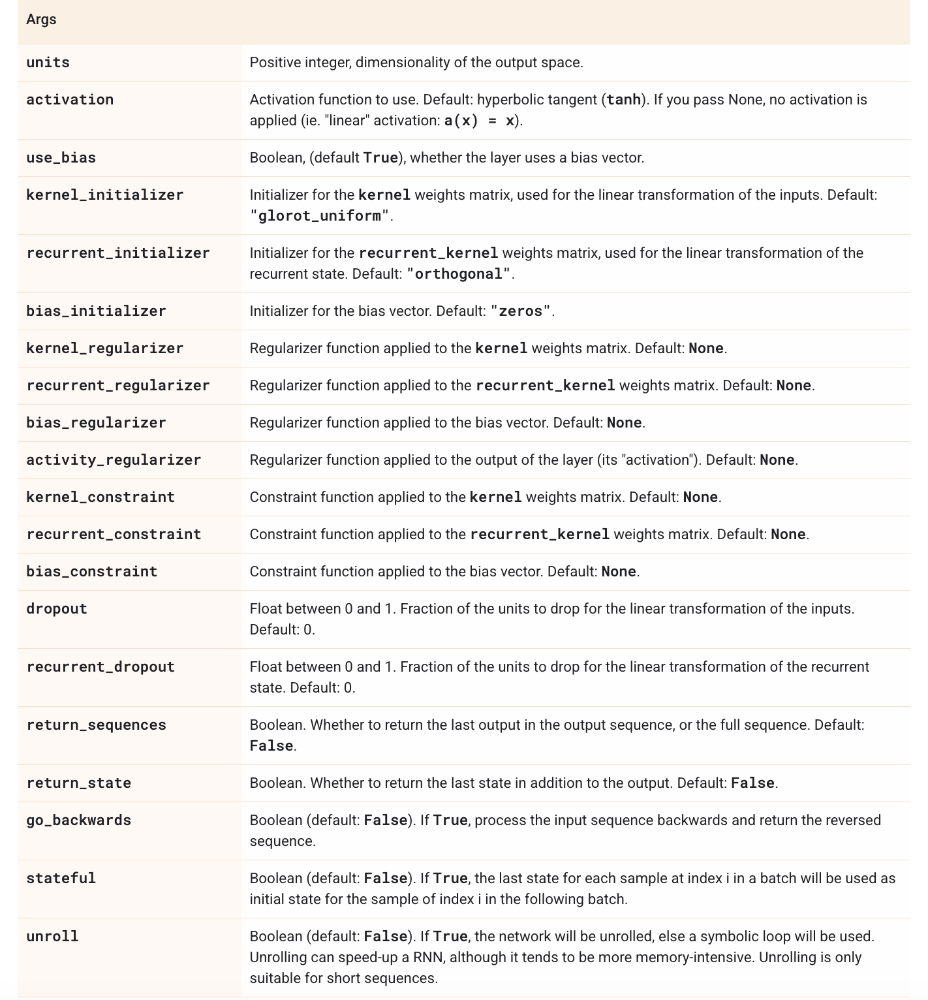 Args
units
Positive integer, dimensionality of the output space.
activation
Activation function to use. Default: hyperbolic tangent (tanh). If you pass None, no activation is
applied (ie. "linear" activation: a(x) = x).
use_bias
Boolean, (default True), whether the layer uses a bias vector.
kernel_initializer
Initializer for the kernel weights matrix, used for the linear transformation of the inputs. Default:
"glorot_uniform".
recurrent_initializer
Initializer for the recurrent_kernel weights matrix, used for the linear transformation of the
recurrent state. Default: "orthogonal".
bias_initializer
Initializer for the bias vector. Default: "zeros".
kernel_regularizer
Regularizer function applied to the kernel weights matrix. Default: None.
recurrent_regularizer
Regularizer function applied to the recurrent_kernel weights matrix. Default: None.
bias_regularizer
Regularizer function applied to the bias vector. Default: None.
activity_regularizer
Regularizer function applied to the output of the layer (its "activation"). Default: None.
kernel_constraint
Constraint function applied to the kernel weights matrix. Default: None.
recurrent_constraint
Constraint function applied to the recurrent_kernel weights matrix. Default: None.
bias_constraint
Constraint function applied to the bias vector. Default: None.
dropout
Float between 0 and 1. Fraction of the units to drop for the linear transformation of the inputs.
Default: 0.
recurrent_dropout
Float between 0 and 1. Fraction of the units to drop for the linear transformation of the recurrent
state. Default: 0.
return_sequences
Boolean. Whether to return the last output in the output sequence, or the full sequence. Default:
False.
return_state
Boolean. Whether to return the last state in addition to the output. Default: False.
go_backwards
Boolean (default: False). If True, process the input sequence backwards and return the reversed
sequence.
stateful
Boolean (default: False). If True, the last state for each sample at index i in a batch will be used as
initial state for the sample of index i in the following batch.
unroll
Boolean (default: False). If True, the network will be unrolled, else a symbolic loop will be used.
Unrolling can speed-up a RNN, although it tends to be more memory-intensive. Unrolling is only
suitable for short sequences.